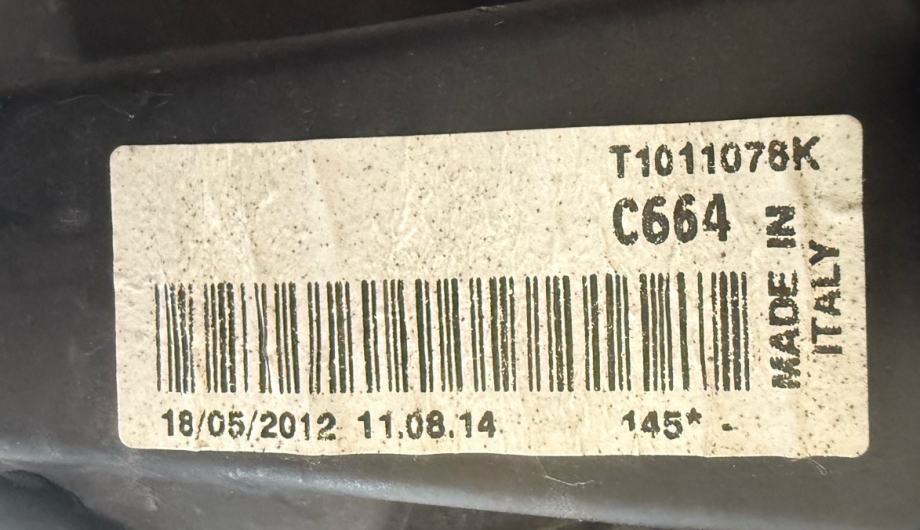 T1011078K
C664
MADE IN
ITALY
18/05/2012 11.08.14 145* -